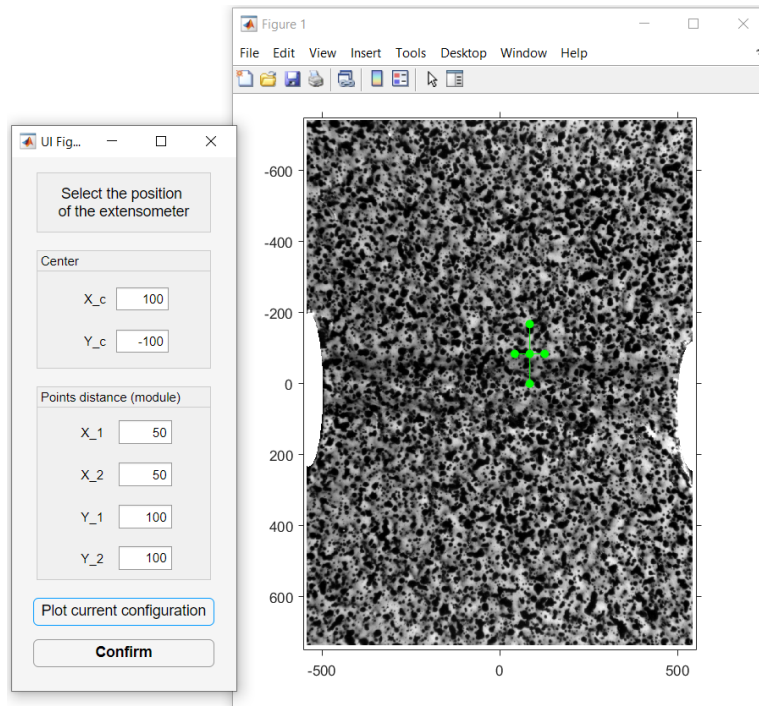 Figure 1
File Edit View Insert Tools Desktop Window Help
UI Fig...
Select the position
of the extensometer
Center
X_c 100
Y_c -100
Points distance (module)
X_1 50
X_2 50
Y_1 100
Y_2 100
Plot current configuration
Confirm
-600
-400
-200
0
200
400
600
-500 0 500